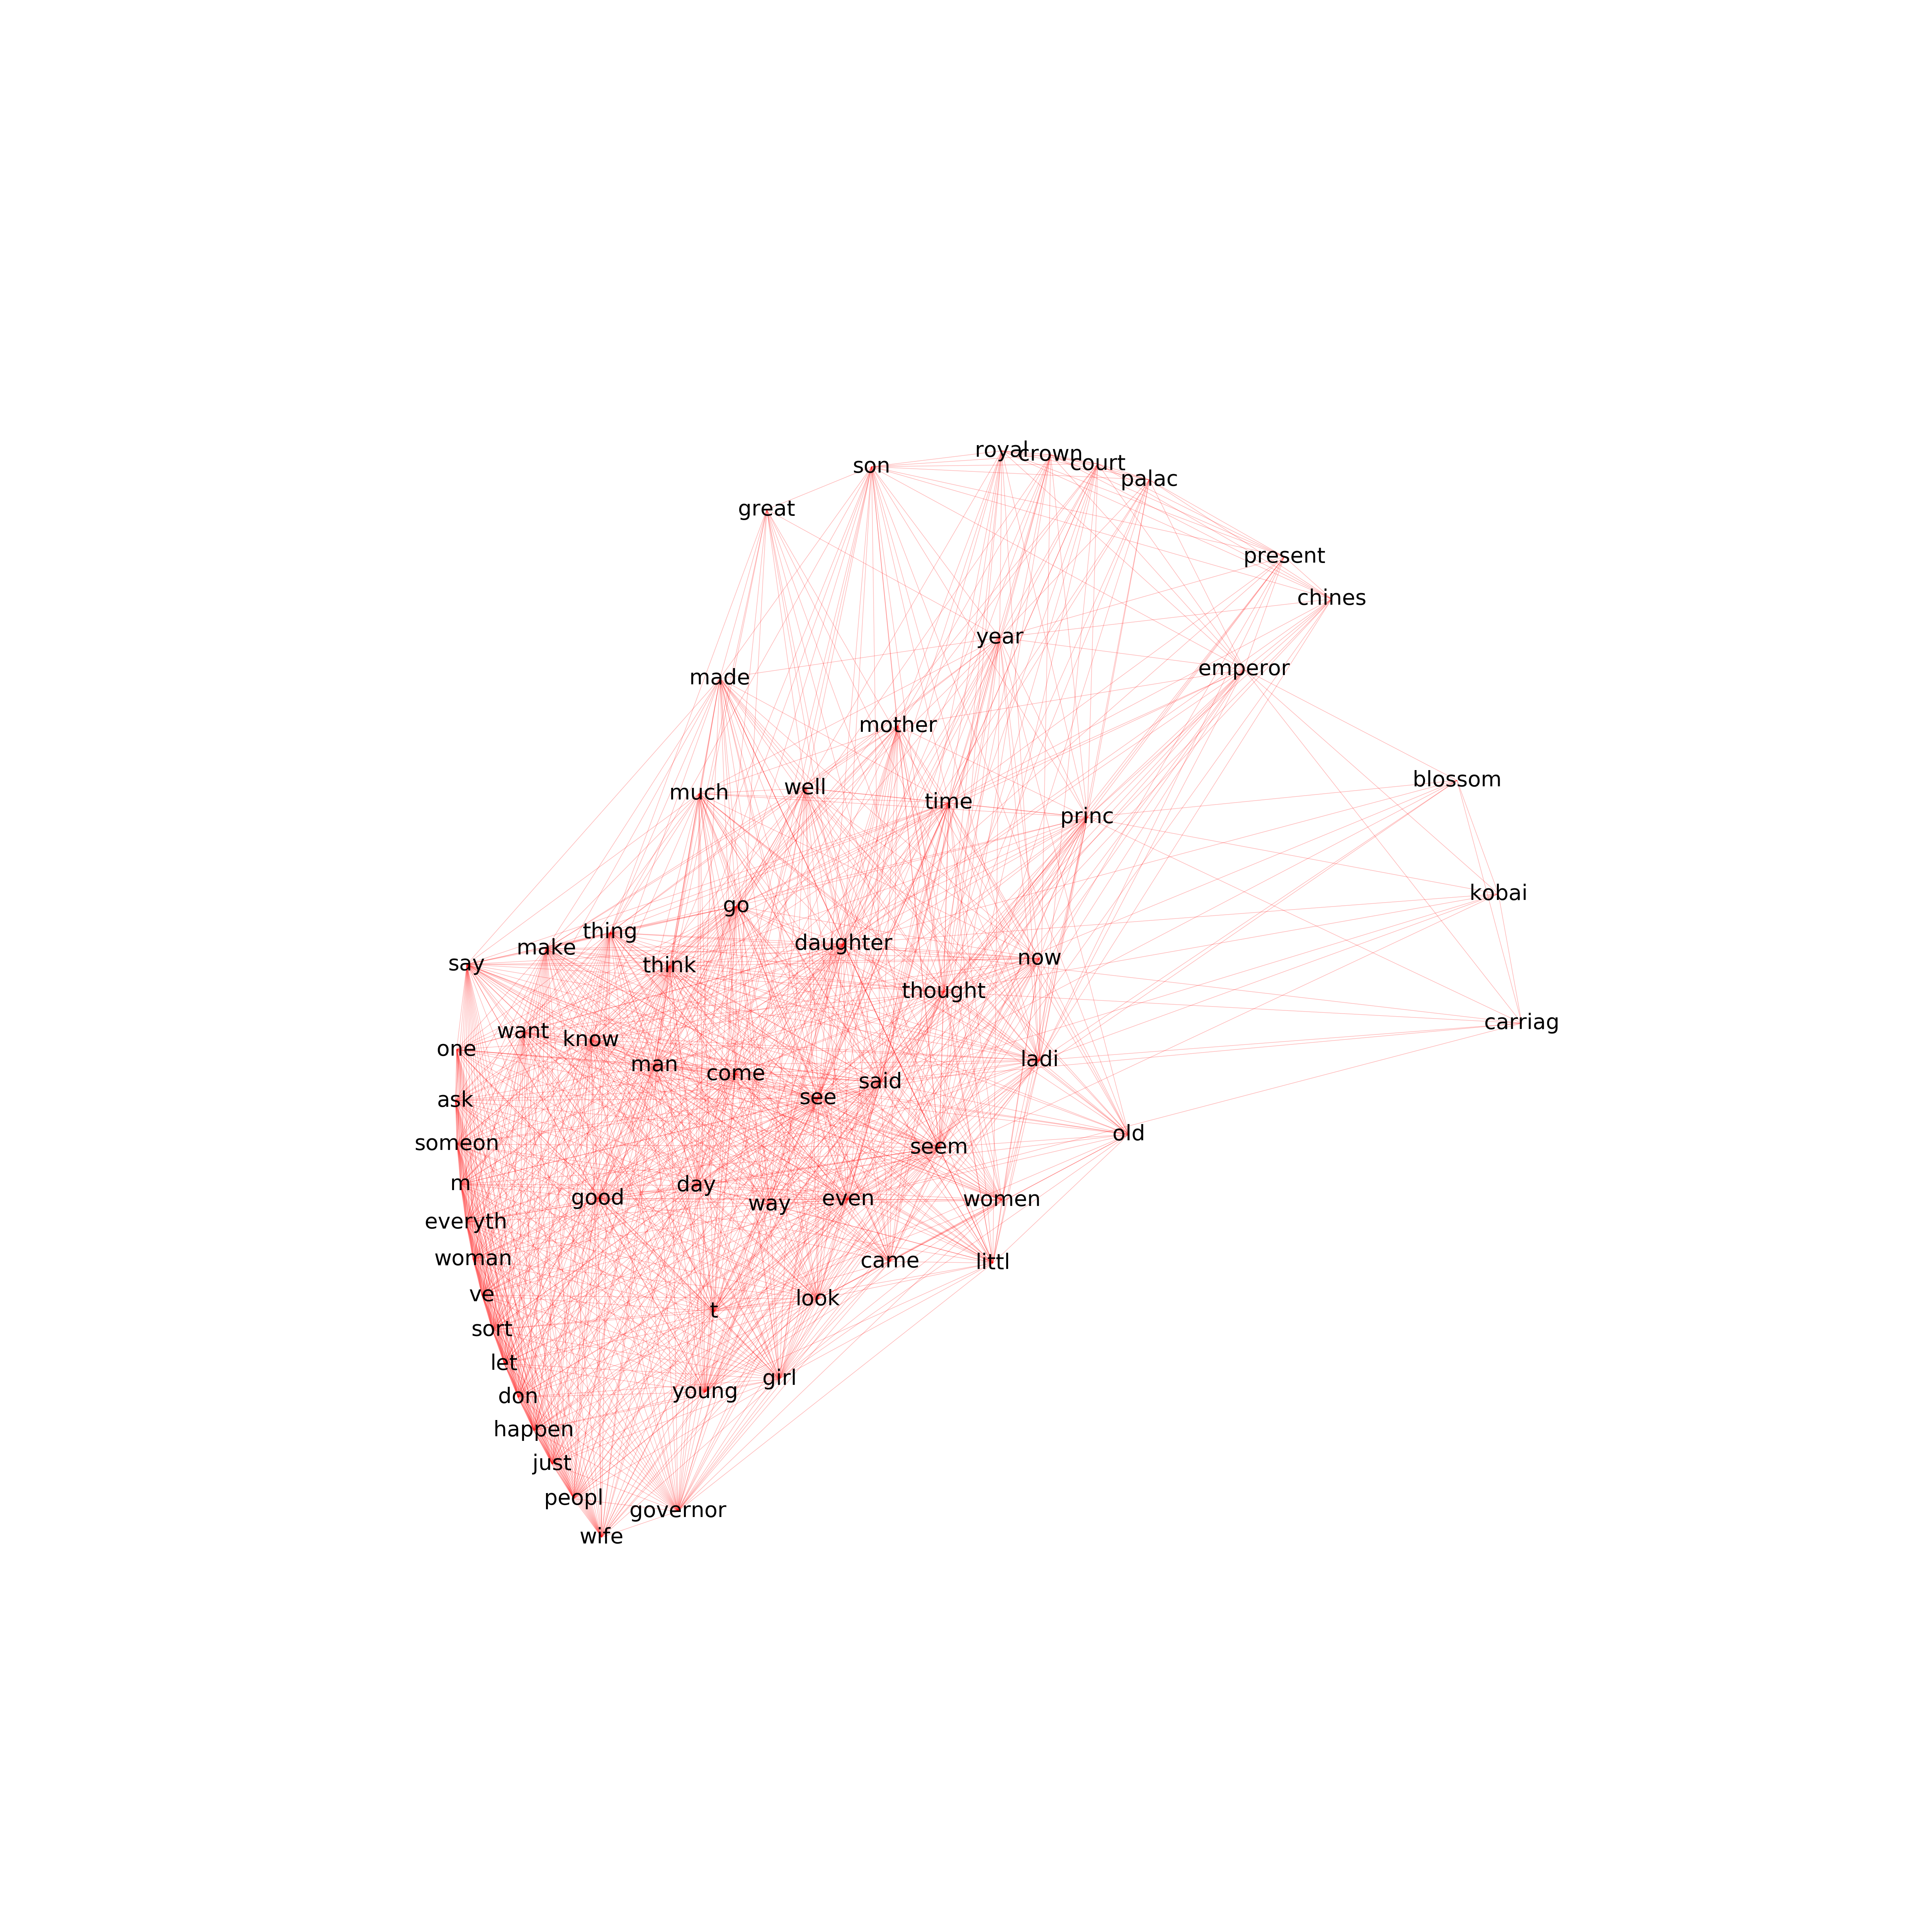 royal
crown
court
son
palac
great
present
chines
year
emperor
made
mother
blossom
well
much
time
princ
kobai
go
thing
daughter
make
now
say
think
thought
carriag
want
know
one
ladi
man
come
said
see
ask
old
someon
seem
m
day
good
even
women
way
everyth
woman
came
littl
ve
look
t
sort
let
girl
young
don
happen
just
peopl
governor
wife